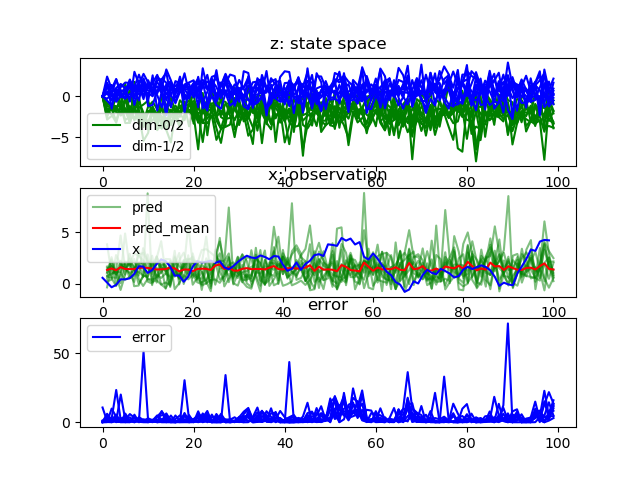 z: state space
0
−5
dim-0/2
dim-1/2
0 20 40 60 80 100
x: observation
5
0
pred
pred_mean
x
0 20 40 60 80 100
error
50
0
error
0 20 40 60 80 100